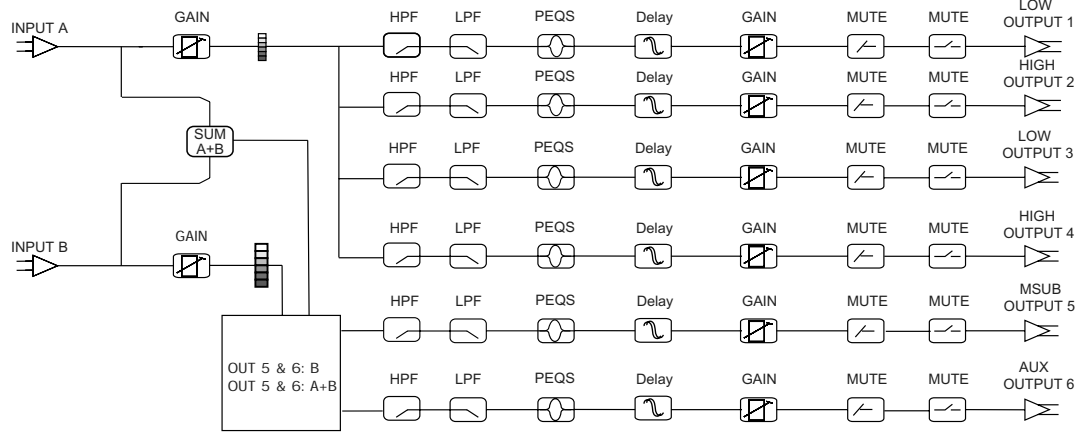 INPUT A
GAIN
HPF LPF PEQS Delay GAIN MUTE MUTE LOW
OUTPUT 1
HPF LPF PEQS Delay GAIN MUTE MUTE HIGH
OUTPUT 2
SUM
A+B
HPF LPF PEQS Delay GAIN MUTE MUTE LOW
OUTPUT 3
INPUT B
GAIN
HPF LPF PEQS Delay GAIN MUTE MUTE HIGH
OUTPUT 4
HPF LPF PEQS Delay GAIN MUTE MUTE MSUB
OUTPUT 5
OUT 5 & 6: B
OUT 5 & 6: A+B
HPF LPF PEQS Delay GAIN MUTE MUTE AUX
OUTPUT 6